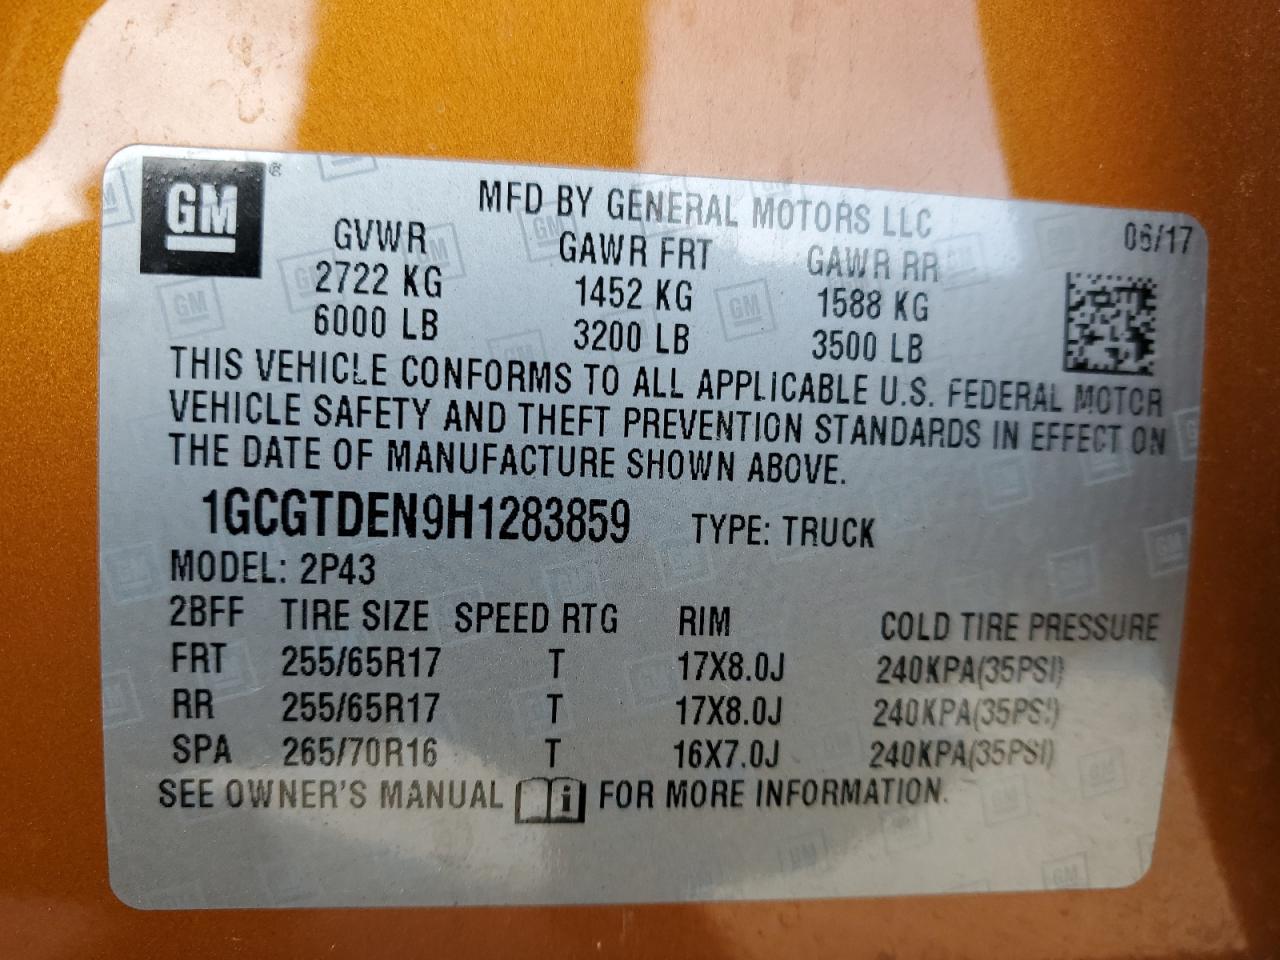 GM ®
MFD BY GENERAL MOTORS LLC
06/17
GVWR GAWR FRT GAWR RR
2722 KG 1452 KG 1588 KG
6000 LB 3200 LB 3500 LB
THIS VEHICLE CONFORMS TO ALL APPLICABLE U.S. FEDERAL MOTOR
VEHICLE SAFETY AND THEFT PREVENTION STANDARDS IN EFFECT ON
THE DATE OF MANUFACTURE SHOWN ABOVE.
1GCGTDEN9H1283859 TYPE: TRUCK
MODEL: 2P43
2BFF TIRE SIZE SPEED RTG RIM COLD TIRE PRESSURE
FRT 255/65R17 T 17X8.0J 240KPA(35PSI)
RR 255/65R17 T 17X8.0J 240KPA(35PSI)
SPA 265/70R16 T 16X7.0J 240KPA(35PSI)
SEE OWNER'S MANUAL i FOR MORE INFORMATION.